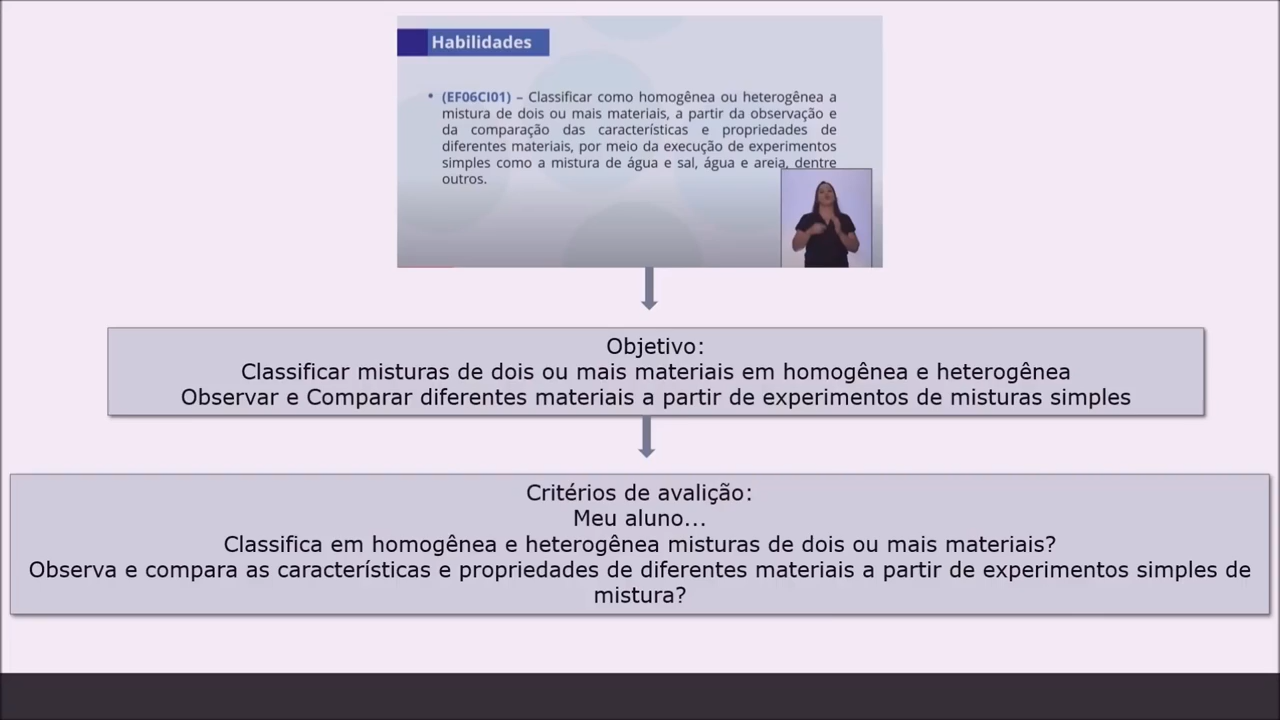 Habilidades
• (EF06CI01) – Classificar como homogênea ou heterogênea a
mistura de dois ou mais materiais, a partir da observação e
da comparação das características e propriedades de
diferentes materiais, por meio da execução de experimentos
simples como a mistura de água e sal, água e areia, dentre
outros.
Objetivo:
Classificar misturas de dois ou mais materiais em homogênea e heterogênea
Observar e Comparar diferentes materiais a partir de experimentos de misturas simples
Critérios de avalição:
Meu aluno...
Classifica em homogênea e heterogênea misturas de dois ou mais materiais?
Observa e compara as características e propriedades de diferentes materiais a partir de experimentos simples de
mistura?